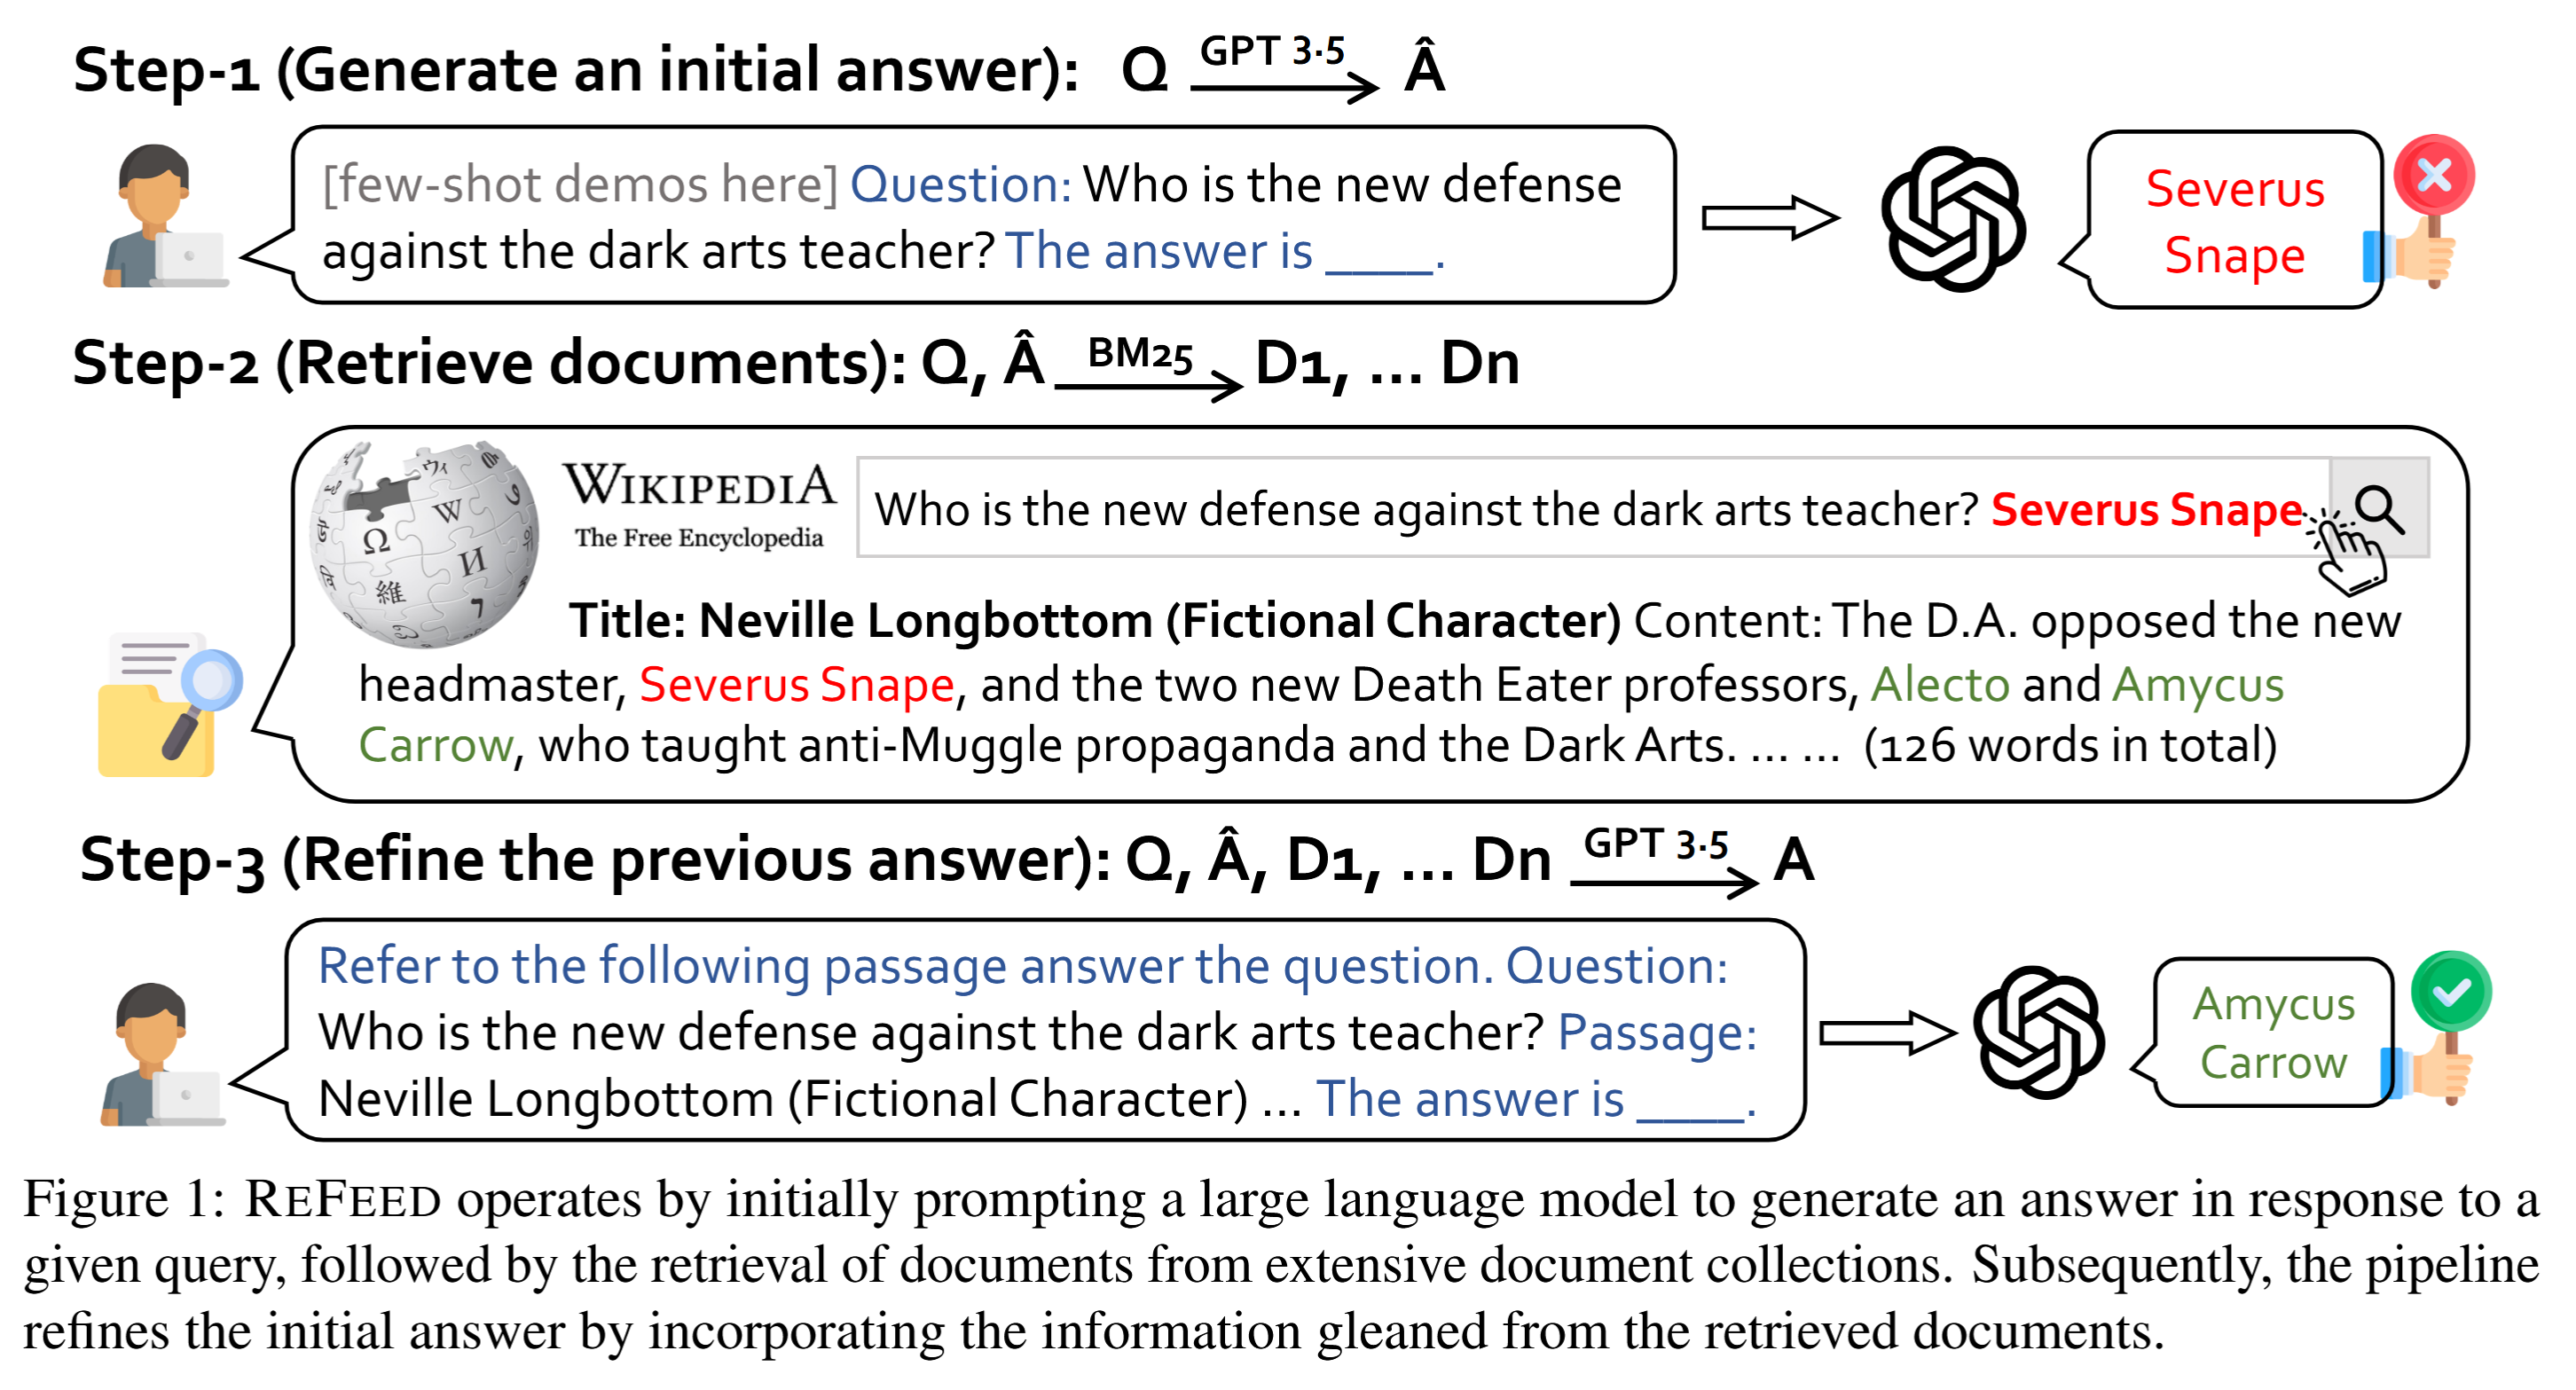 Step-1 (Generate an initial answer): Q GPT 3.5 Â
[few-shot demos here] Question: Who is the new defense
against the dark arts teacher? The answer is ____.
Severus
Snape
Step-2 (Retrieve documents): Q, Â BM25 D1, ... Dn
WIKIPEDIA
The Free Encyclopedia
Who is the new defense against the dark arts teacher? Severus Snape
Title: Neville Longbottom (Fictional Character) Content: The D.A. opposed the new
headmaster, Severus Snape, and the two new Death Eater professors, Alecto and Amycus
Carrow, who taught anti-Muggle propaganda and the Dark Arts. ... ... (126 words in total)
Step-3 (Refine the previous answer): Q, Â, D1, ... Dn GPT 3.5 A
Refer to the following passage answer the question. Question:
Who is the new defense against the dark arts teacher? Passage:
Neville Longbottom (Fictional Character) ... The answer is ____.
Amycus
Carrow
Figure 1: REFEED operates by initially prompting a large language model to generate an answer in response to a
given query, followed by the retrieval of documents from extensive document collections. Subsequently, the pipeline
refines the initial answer by incorporating the information gleaned from the retrieved documents.